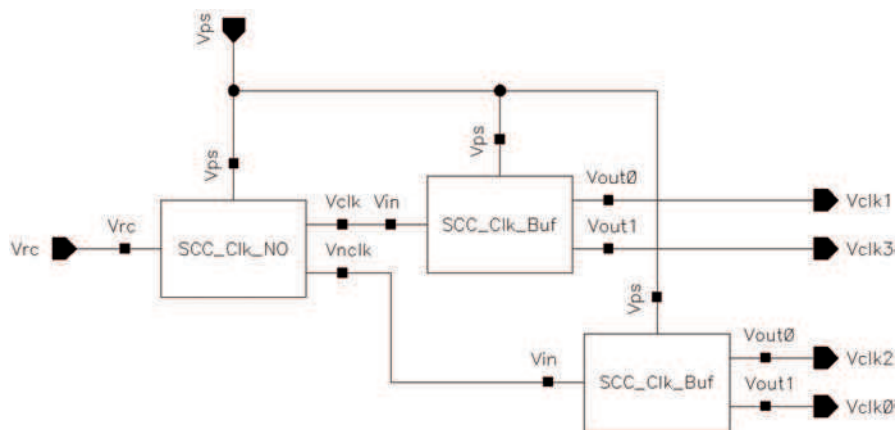 Vps
Vps
Vps
Vout0
Vclk1
Vclk
Vin
SCC_Clk_Buf
Vrc
Vrc
SCC_Clk_NO
Vnclk
Vout1
Vclk3
Vps
Vin
Vout0
Vclk2
SCC_Clk_Buf
Vout1
Vclk0